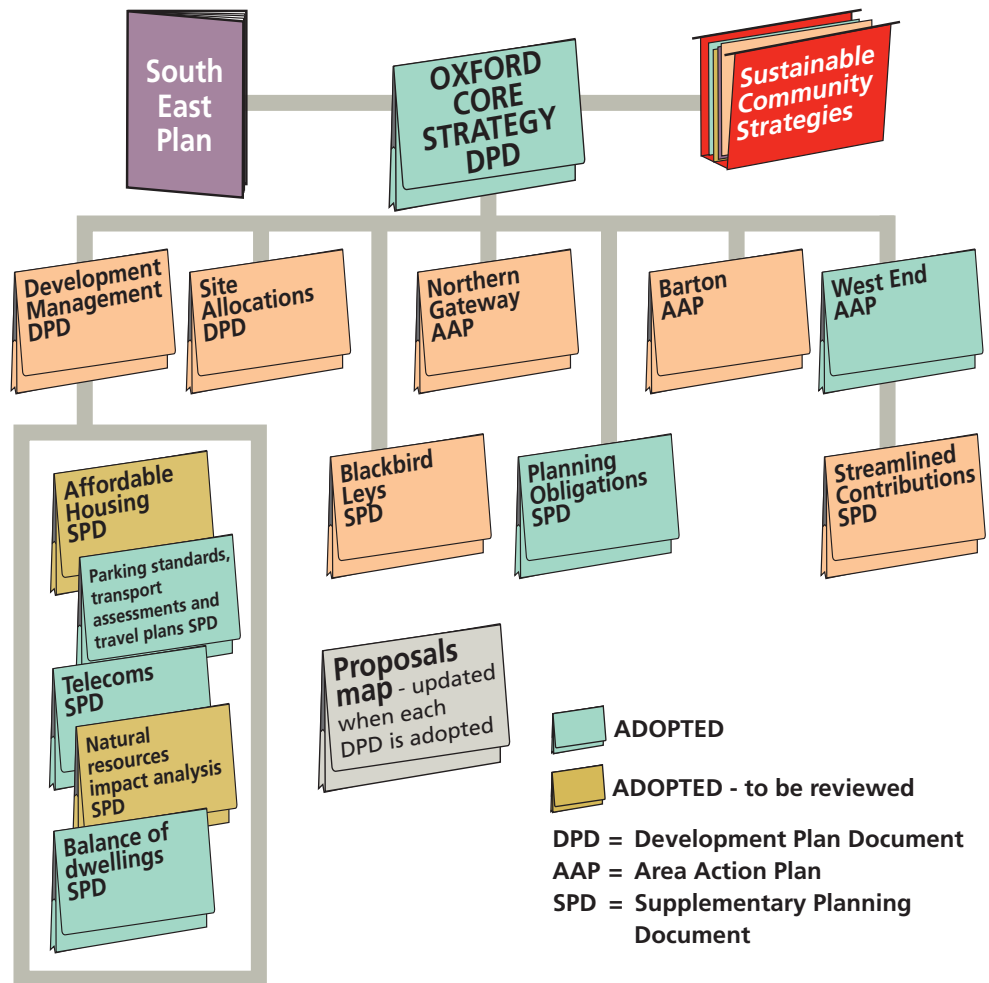 South
East
Plan
OXFORD
CORE
STRATEGY
DPD
Sustainable
Community
Strategies
Development
Management
DPD
Site
Allocations
DPD
Northern
Gateway
AAP
Barton
AAP
West End
AAP
Blackbird
Leys
SPD
Planning
Obligations
SPD
Streamlined
Contributions
SPD
Affordable
Housing
SPD
Parking standards,
transport
assessments and
travel plans SPD
Telecoms
SPD
Natural
resources
impact analysis
SPD
Balance of
dwellings
SPD
Proposals
map - updated
when each
DPD is adopted
ADOPTED
ADOPTED - to be reviewed
DPD = Development Plan Document
AAP = Area Action Plan
SPD = Supplementary Planning
Document